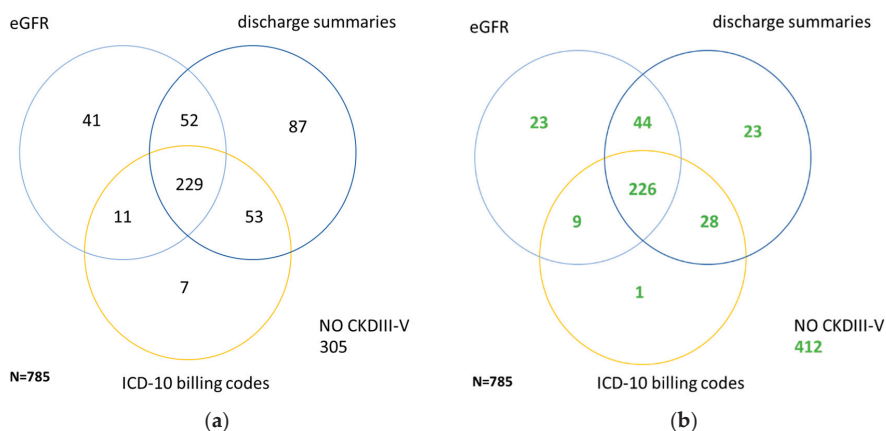 eGFR
discharge summaries
41
52
87
229
11
53
7
NO CKDIII-V
305
N=785
ICD-10 billing codes
(a)
eGFR
discharge summaries
23
44
23
226
9
28
1
NO CKDIII-V
412
N=785
ICD-10 billing codes
(b)